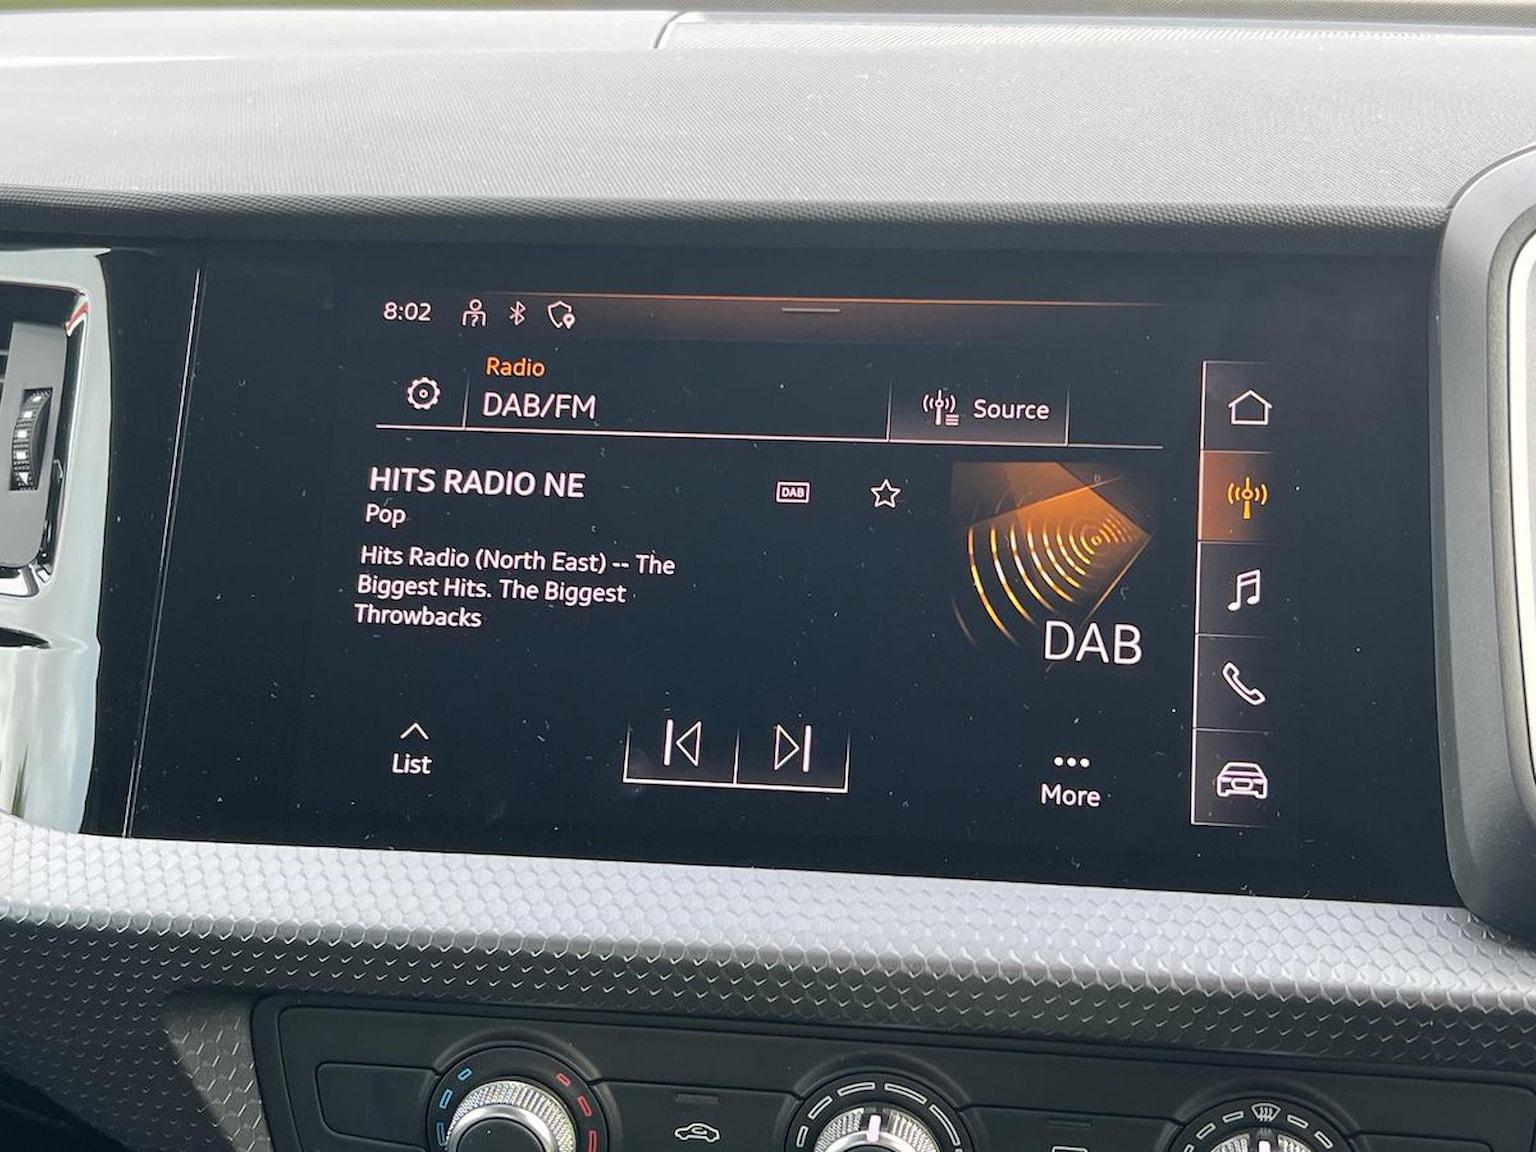 8:02
Radio
DAB/FM
Source
HITS RADIO NE
DAB
Pop
Hits Radio (North East) -- The
Biggest Hits. The Biggest
Throwbacks
DAB
List
More